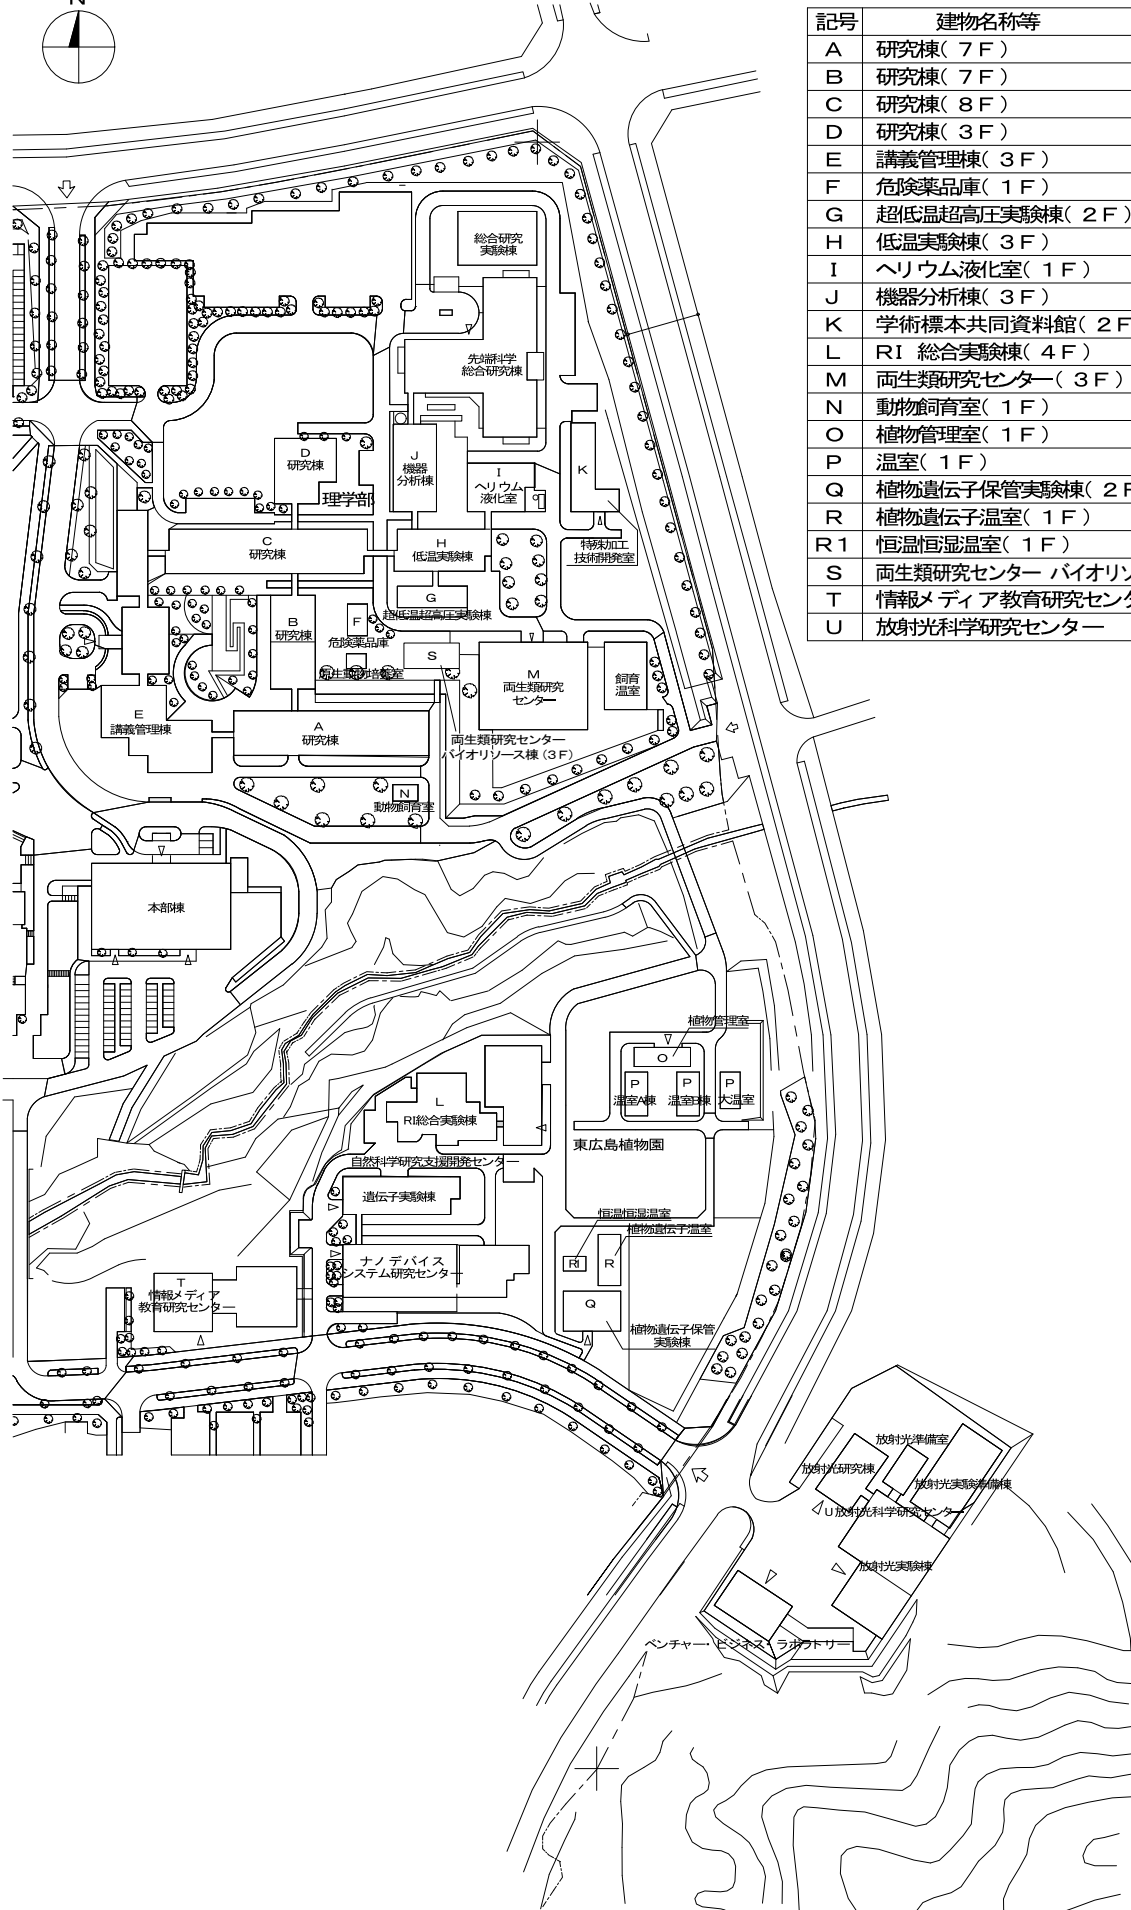 N
記号 建物名称等
A 研究棟( 7F )
B 研究棟( 7F )
C 研究棟( 8F )
D 研究棟( 3F )
E 講義管理棟( 3F )
F 危険薬品庫( 1F )
G 超低温超高圧実験棟( 2F )
H 低温実験棟( 3F )
I ヘリウム液化室( 1F )
J 機器分析棟( 3F )
K 学術標本共同資料館( 2F
L RI 総合実験棟( 4F )
M 両生類研究センター( 3F )
N 動物飼育室( 1F )
O 植物管理室( 1F )
P 温室( 1F )
Q 植物遺伝子保管実験棟( 2F
R 植物遺伝子温室( 1F )
R1 恒温恒湿温室( 1F )
S 両生類研究センター バイオリソ
T 情報メディア教育研究センタ
U 放射光科学研究センター
総合研究
実験棟
先端科学
総合研究棟
D
研究棟
J
機器
分析棟
I
ヘリウム
液化室
K
理学部
C
研究棟
H
低温実験棟
特殊加工
技術開発室
G
超低温超高圧実験棟
B
研究棟
F
危険薬品庫
S
両生動物培養室
M
両生類研究
センター
飼育
温室
E
講義管理棟
A
研究棟
両生類研究センター
バイオリソース棟(3F)
N
動物飼育室
本部棟
植物管理室
O
P
温室A棟
P
温室B棟
P
大温室
L
RI総合実験棟
東広島植物園
自然科学研究支援開発センター
遺伝子実験棟
恒温恒湿温室
植物遺伝子温室
ナノデバイス
システム研究センター
R1
R
T
情報メディア
教育研究センター
Q
植物遺伝子保管
実験棟
放射光準備室
放射光研究棟
放射光実験準備棟
U放射光科学研究センター
放射光実験棟
ベンチャー・ビジネス・ラボラトリー